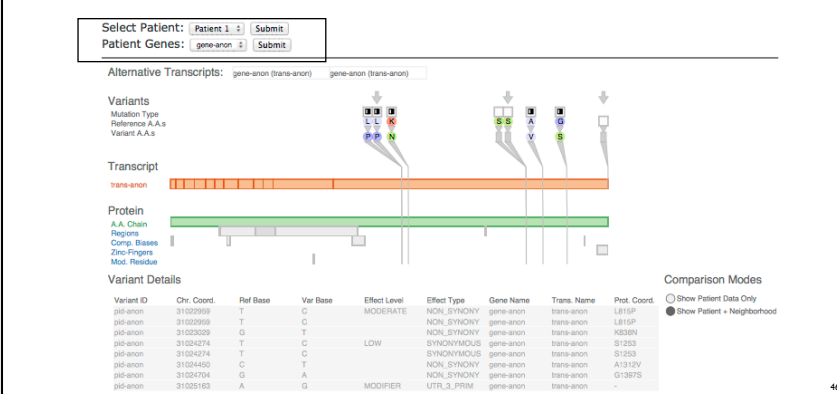 Select Patient: Patient 1 Submit
Patient Genes: gene-anon Submit
Alternative Transcripts: gene-anon (trans-anon) gene-anon (trans-anon)
Variants
Mutation Type
Reference A.A.s
Variant A.A.s
L L K S S A G
P P N V S
Transcript
trans-anon
Protein
A.A. Chain
Regions
Comp. Biases
Zinc-Fingers
Mod. Residue
Variant Details
Variant ID Chr. Coord. Ref Base Var Base Effect Level Effect Type Gene Name Trans. Name Prot. Coord.
pid-anon 31022959 T C MODERATE NON_SYNONY gene-anon trans-anon L815P
pid-anon 31022959 T C NON_SYNONY gene-anon trans-anon L815P
pid-anon 31023029 G T NON_SYNONY gene-anon trans-anon K838N
pid-anon 31024274 T C LOW SYNONYMOUS gene-anon trans-anon S1253
pid-anon 31024274 T C SYNONYMOUS gene-anon trans-anon S1253
pid-anon 31024450 C T NON_SYNONY gene-anon trans-anon A1312V
pid-anon 31024704 G A NON_SYNONY gene-anon trans-anon G1397S
pid-anon 31025163 A G MODIFIER UTR_3_PRIM gene-anon trans-anon -
Comparison Modes
Show Patient Data Only
Show Patient + Neighborhood
46